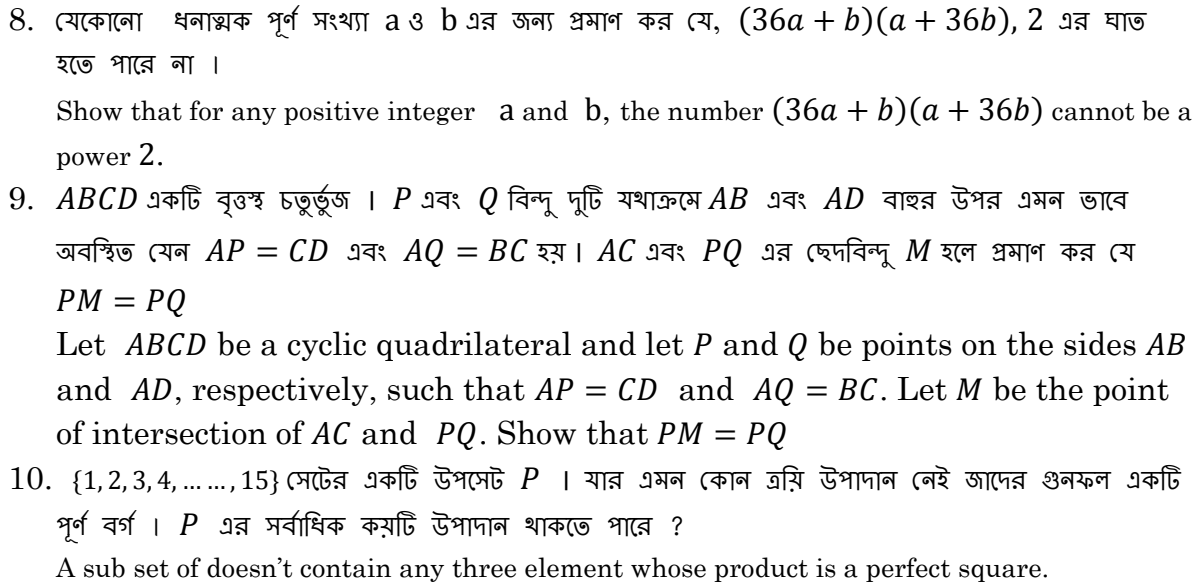 8. যেকোনো ধনাত্মক পূর্ণ সংখ্যা a ও b এর জন্য প্রমাণ কর যে, (36a + b)(a + 36b), 2 এর ঘাত
হতে পারে না ।
Show that for any positive integer a and b, the number (36a + b)(a + 36b) cannot be a
power 2.
9. ABCD একটি বৃত্তস্থ চতুর্ভুজ । P এবং Q বিন্দু দুটি যথাক্রমে AB এবং AD বাহুর উপর এমন ভাবে
অবস্থিত যেন AP = CD এবং AQ = BC হয়। AC এবং PQ এর ছেদবিন্দু M হলে প্রমাণ কর যে
PM = PQ
Let ABCD be a cyclic quadrilateral and let P and Q be points on the sides AB
and AD, respectively, such that AP = CD and AQ = BC. Let M be the point
of intersection of AC and PQ. Show that PM = PQ
10. {1, 2, 3, 4, ... ..., 15} সেটের একটি উপসেট P । যার এমন কোন ত্রয়ি উপাদান নেই জাদের গুনফল একটি
পূর্ণ বর্গ । P এর সর্বাধিক কয়টি উপাদান থাকতে পারে ?
A sub set of doesn't contain any three element whose product is a perfect square.